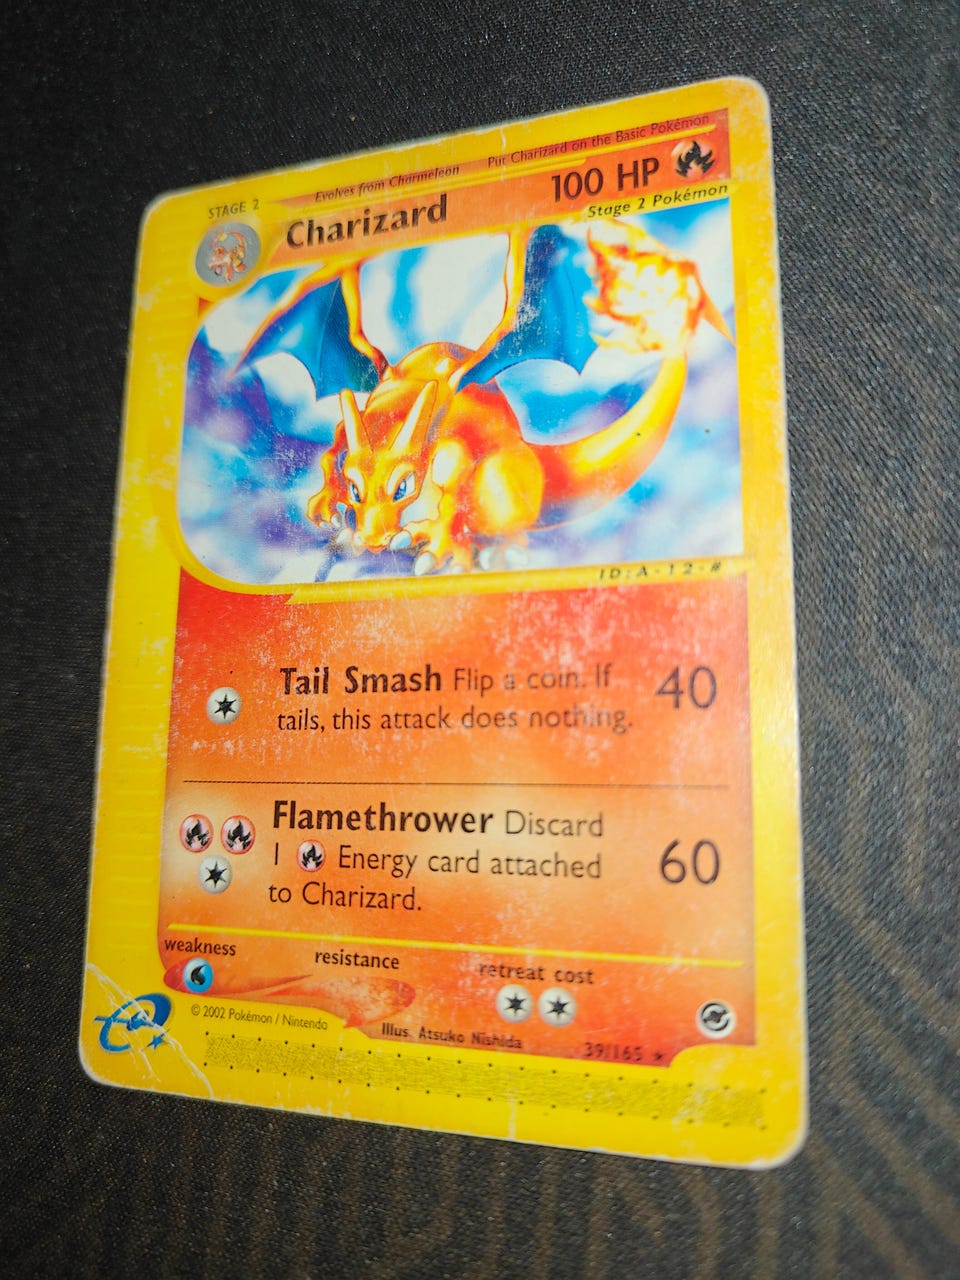 STAGE 2
Evolves from Charmeleon
Put Charizard on the Basic Pokémon
Charizard
100 HP
Stage 2 Pokémon
ID:A-12-#
Tail Smash Flip a coin. If
tails, this attack does nothing.
40
Flamethrower Discard
1 Energy card attached
to Charizard.
60
weakness
resistance
retreat cost
© 2002 Pokémon / Nintendo
Illus. Atsuko Nishida
39/165 ★